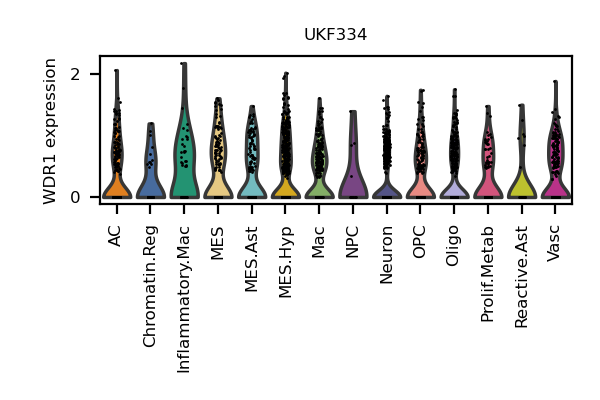 UKF334
WDR1 expression
2
0
AC
Chromatin.Reg
Inflammatory.Mac
MES
MES.Ast
MES.Hyp
Mac
NPC
Neuron
OPC
Oligo
Prolif.Metab
Reactive.Ast
Vasc